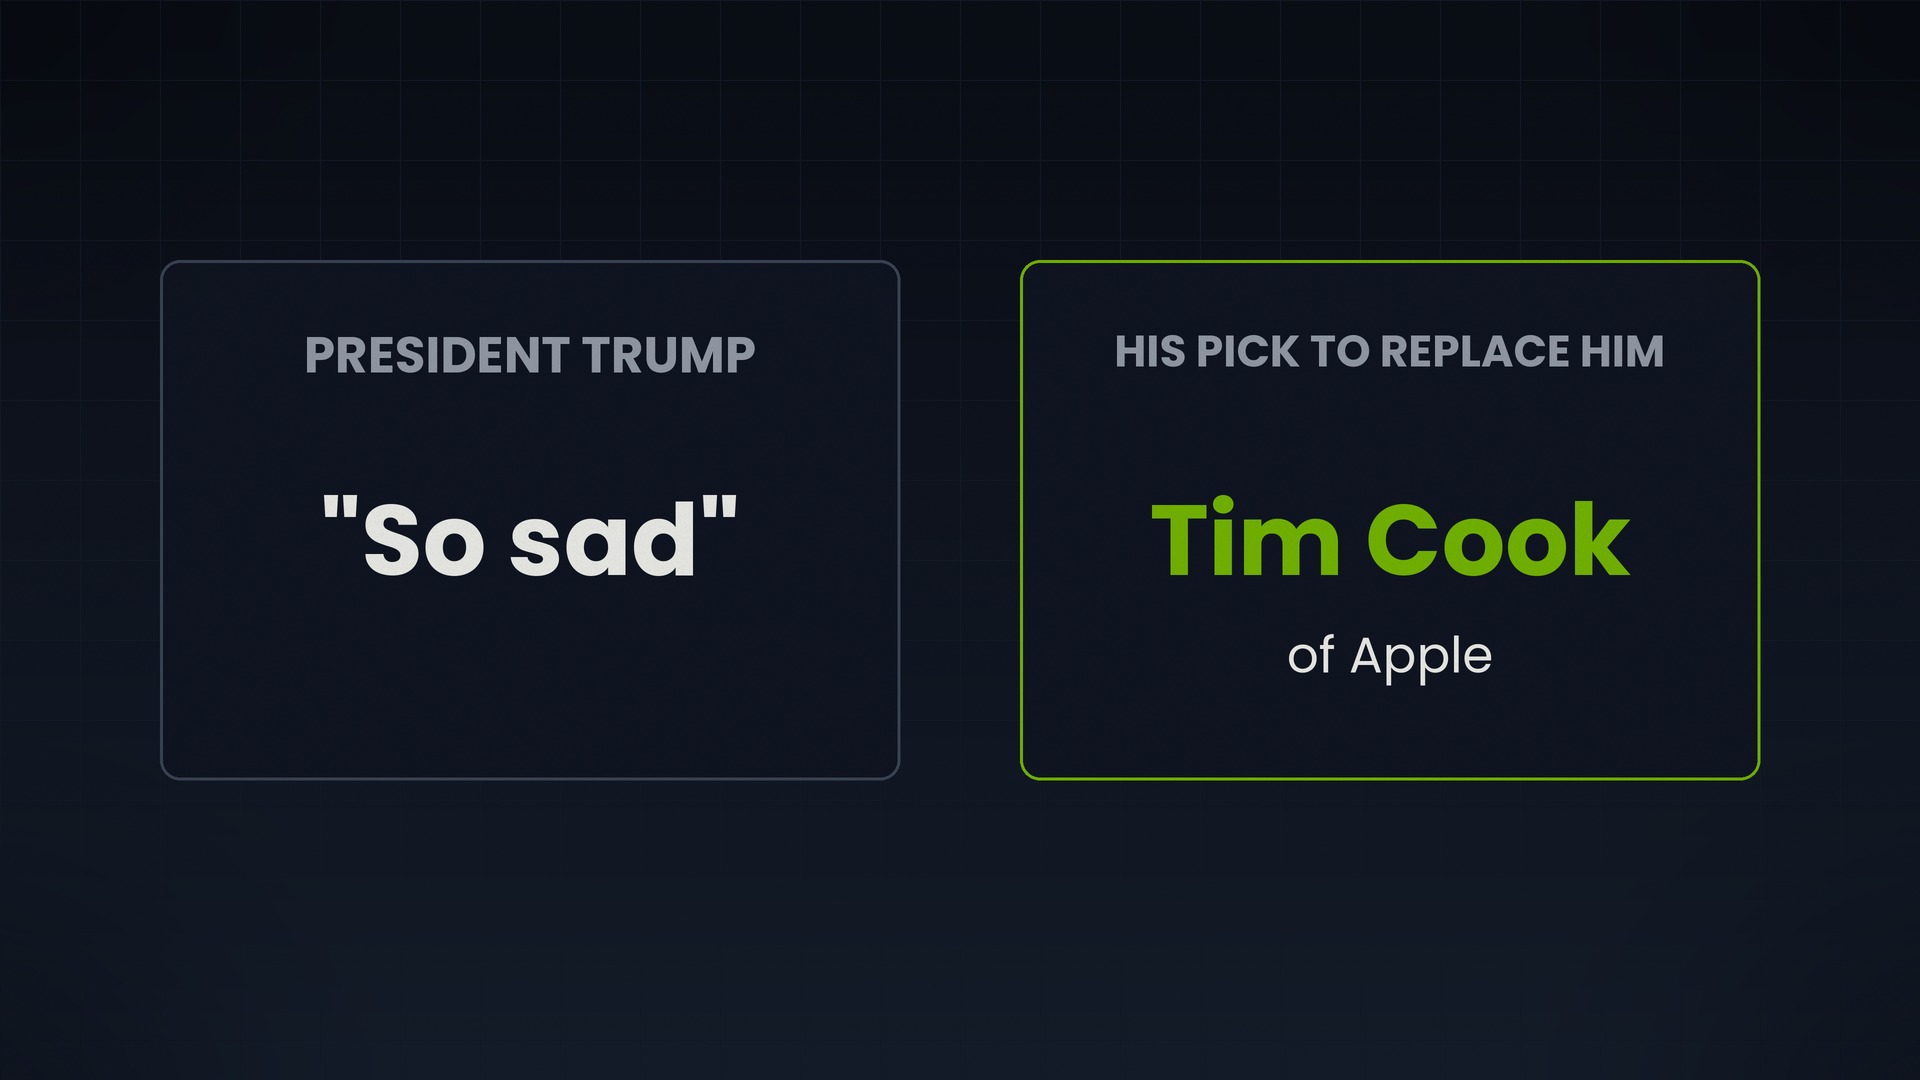 PRESIDENT TRUMP
"So sad"
HIS PICK TO REPLACE HIM
Tim Cook
of Apple